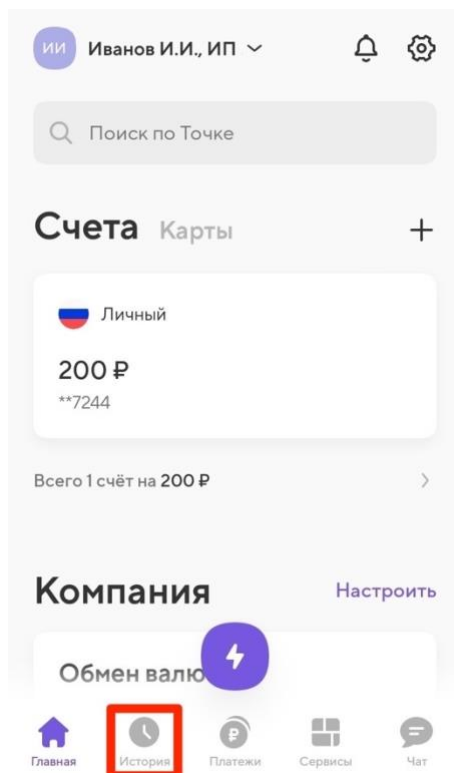 ИИ Иванов И.И., ИП
Поиск по Точке
Счета Карты
Личный
200 ₽
**7244
Всего 1 счёт на 200 ₽
Компания Настроить
Обмен валю
Главная История Платежи Сервисы Чат